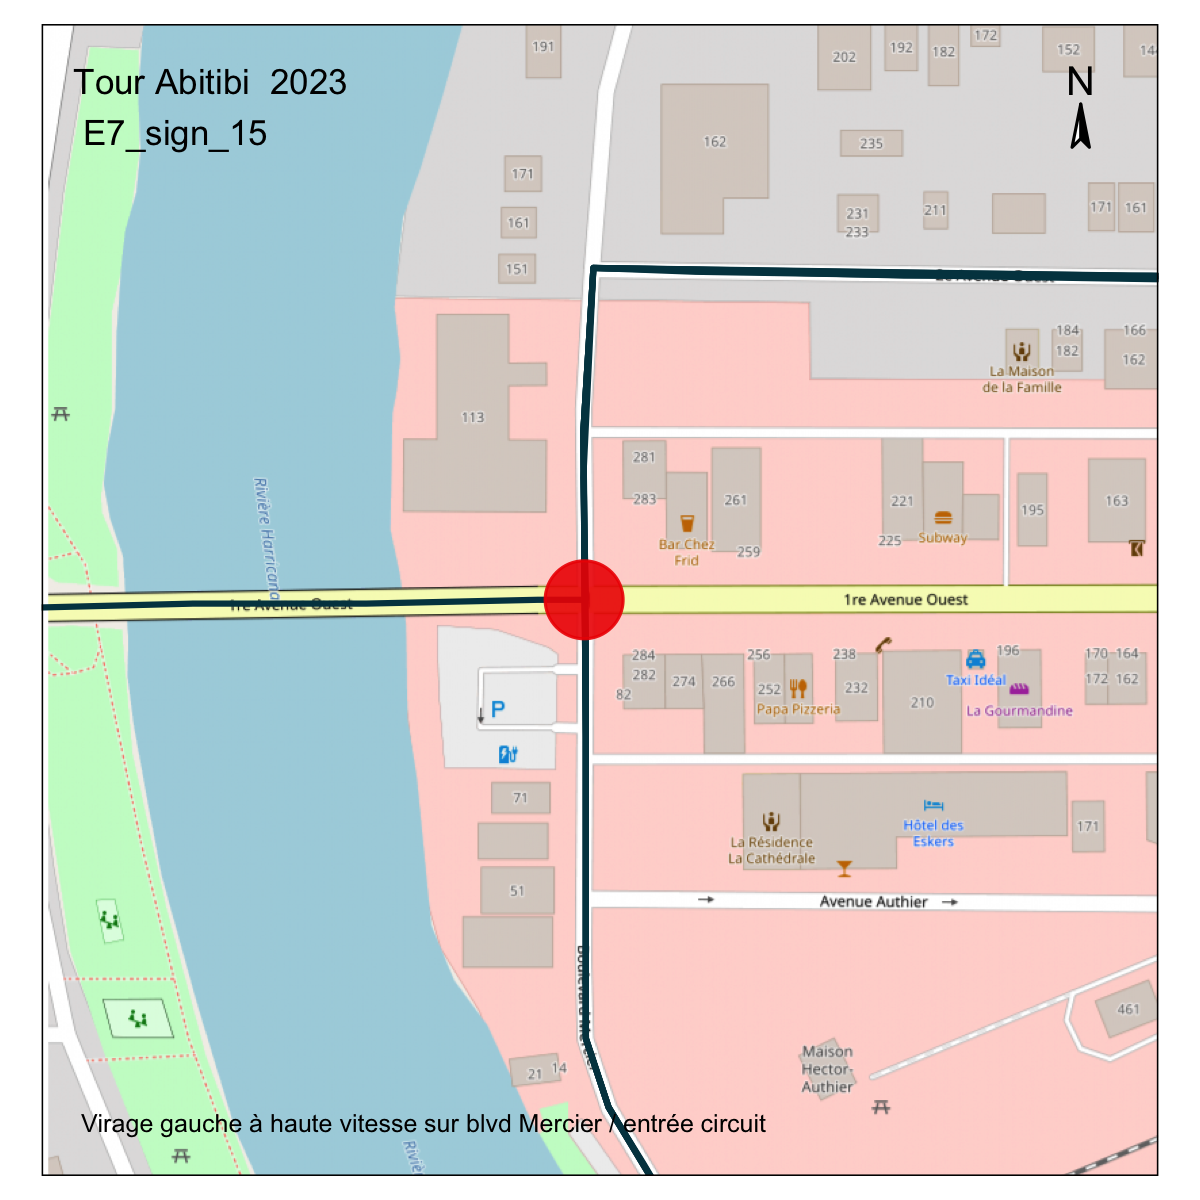 Tour Abitibi  2023
E7_sign_15
N
191
202
192
182
172
152
162
235
171
161
151
231
233
211
171
161
2e Avenue Ouest
La Maison
de la Famille
184
182
166
162
113
281
283
261
259
Bar Chez
Frid
221
225
Subway
195
163
Rivière Harricana
1re Avenue Ouest
1re Avenue Ouest
284
282
82
274
266
256
252
Papa Pizzeria
238
232
210
Taxi Idéal
196
La Gourmandine
170
164
172
162
P
71
51
La Résidence
La Cathédrale
Hôtel des
Eskers
171
Avenue Authier
Boulevard Mercier
461
Maison
Hector-
Authier
21
14
Virage gauche à haute vitesse sur blvd Mercier / entrée circuit